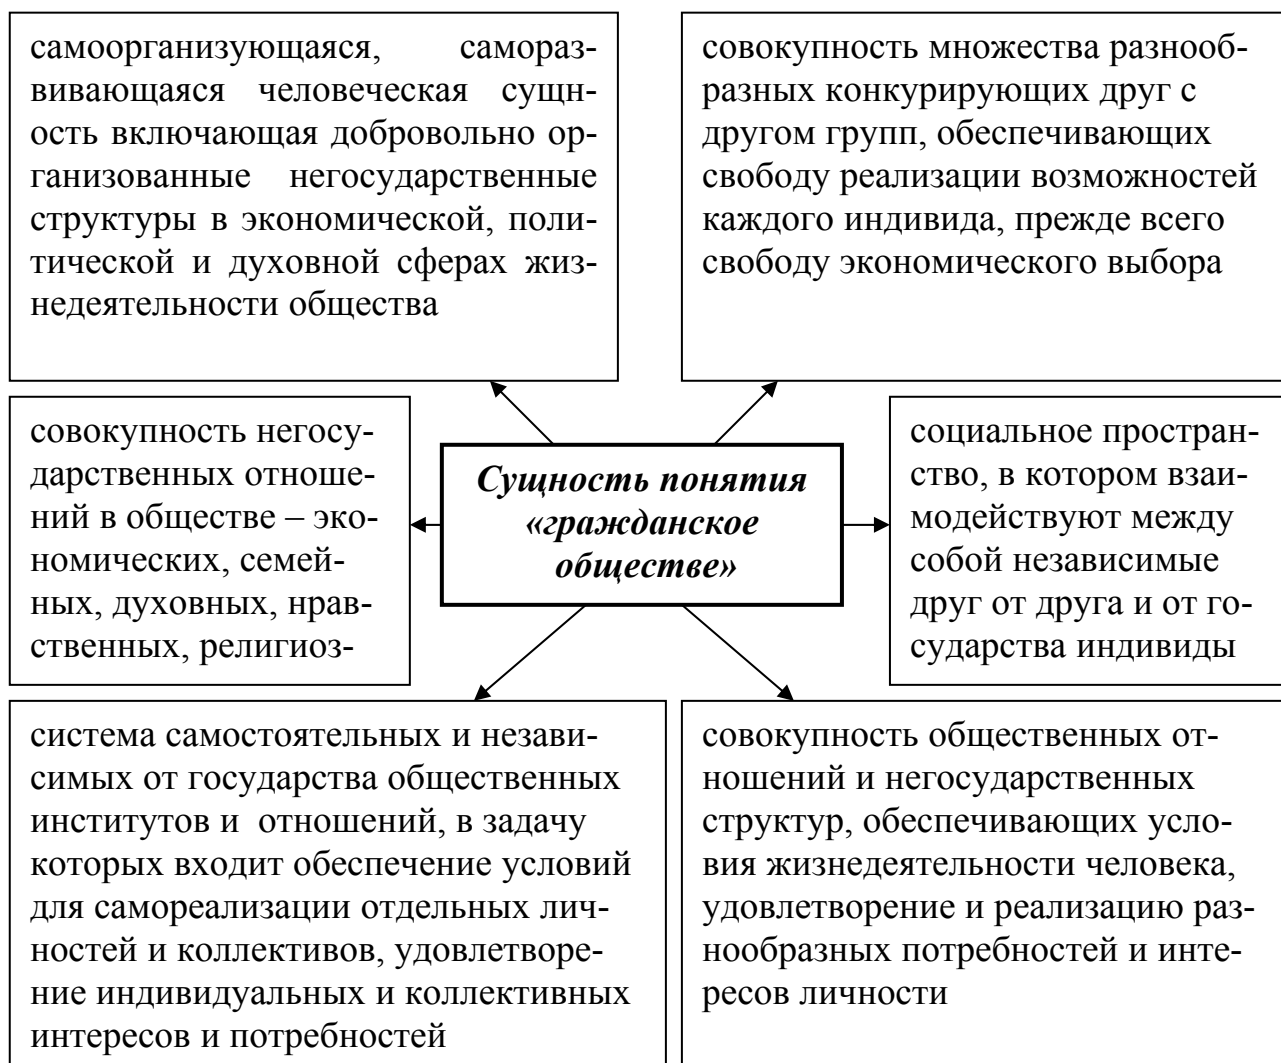 самоорганизующаяся, самораз-
вивающаяся человеческая сущ-
ность включающая добровольно ор-
ганизованные негосударственные
структуры в экономической, поли-
тической и духовной сферах жиз-
недеятельности общества
совокупность множества разнооб-
разных конкурирующих друг с
другом групп, обеспечивающих
свободу реализации возможностей
каждого индивида, прежде всего
свободу экономического выбора
совокупность негосу-
дарственных отноше-
ний в обществе – эко-
номических, семей-
ных, духовных, нрав-
ственных, религиоз-
Сущность понятия
«гражданское
обществе»
социальное простран-
ство, в котором взаи-
модействуют между
собой независимые
друг от друга и от го-
сударства индивиды
система самостоятельных и незави-
симых от государства общественных
институтов и  отношений, в задачу
которых входит обеспечение условий
для самореализации отдельных лич-
ностей и коллективов, удовлетворе-
ние индивидуальных и коллективных
интересов и потребностей
совокупность общественных от-
ношений и негосударственных
структур, обеспечивающих усло-
вия жизнедеятельности человека,
удовлетворение и реализацию раз-
нообразных потребностей и инте-
ресов личности